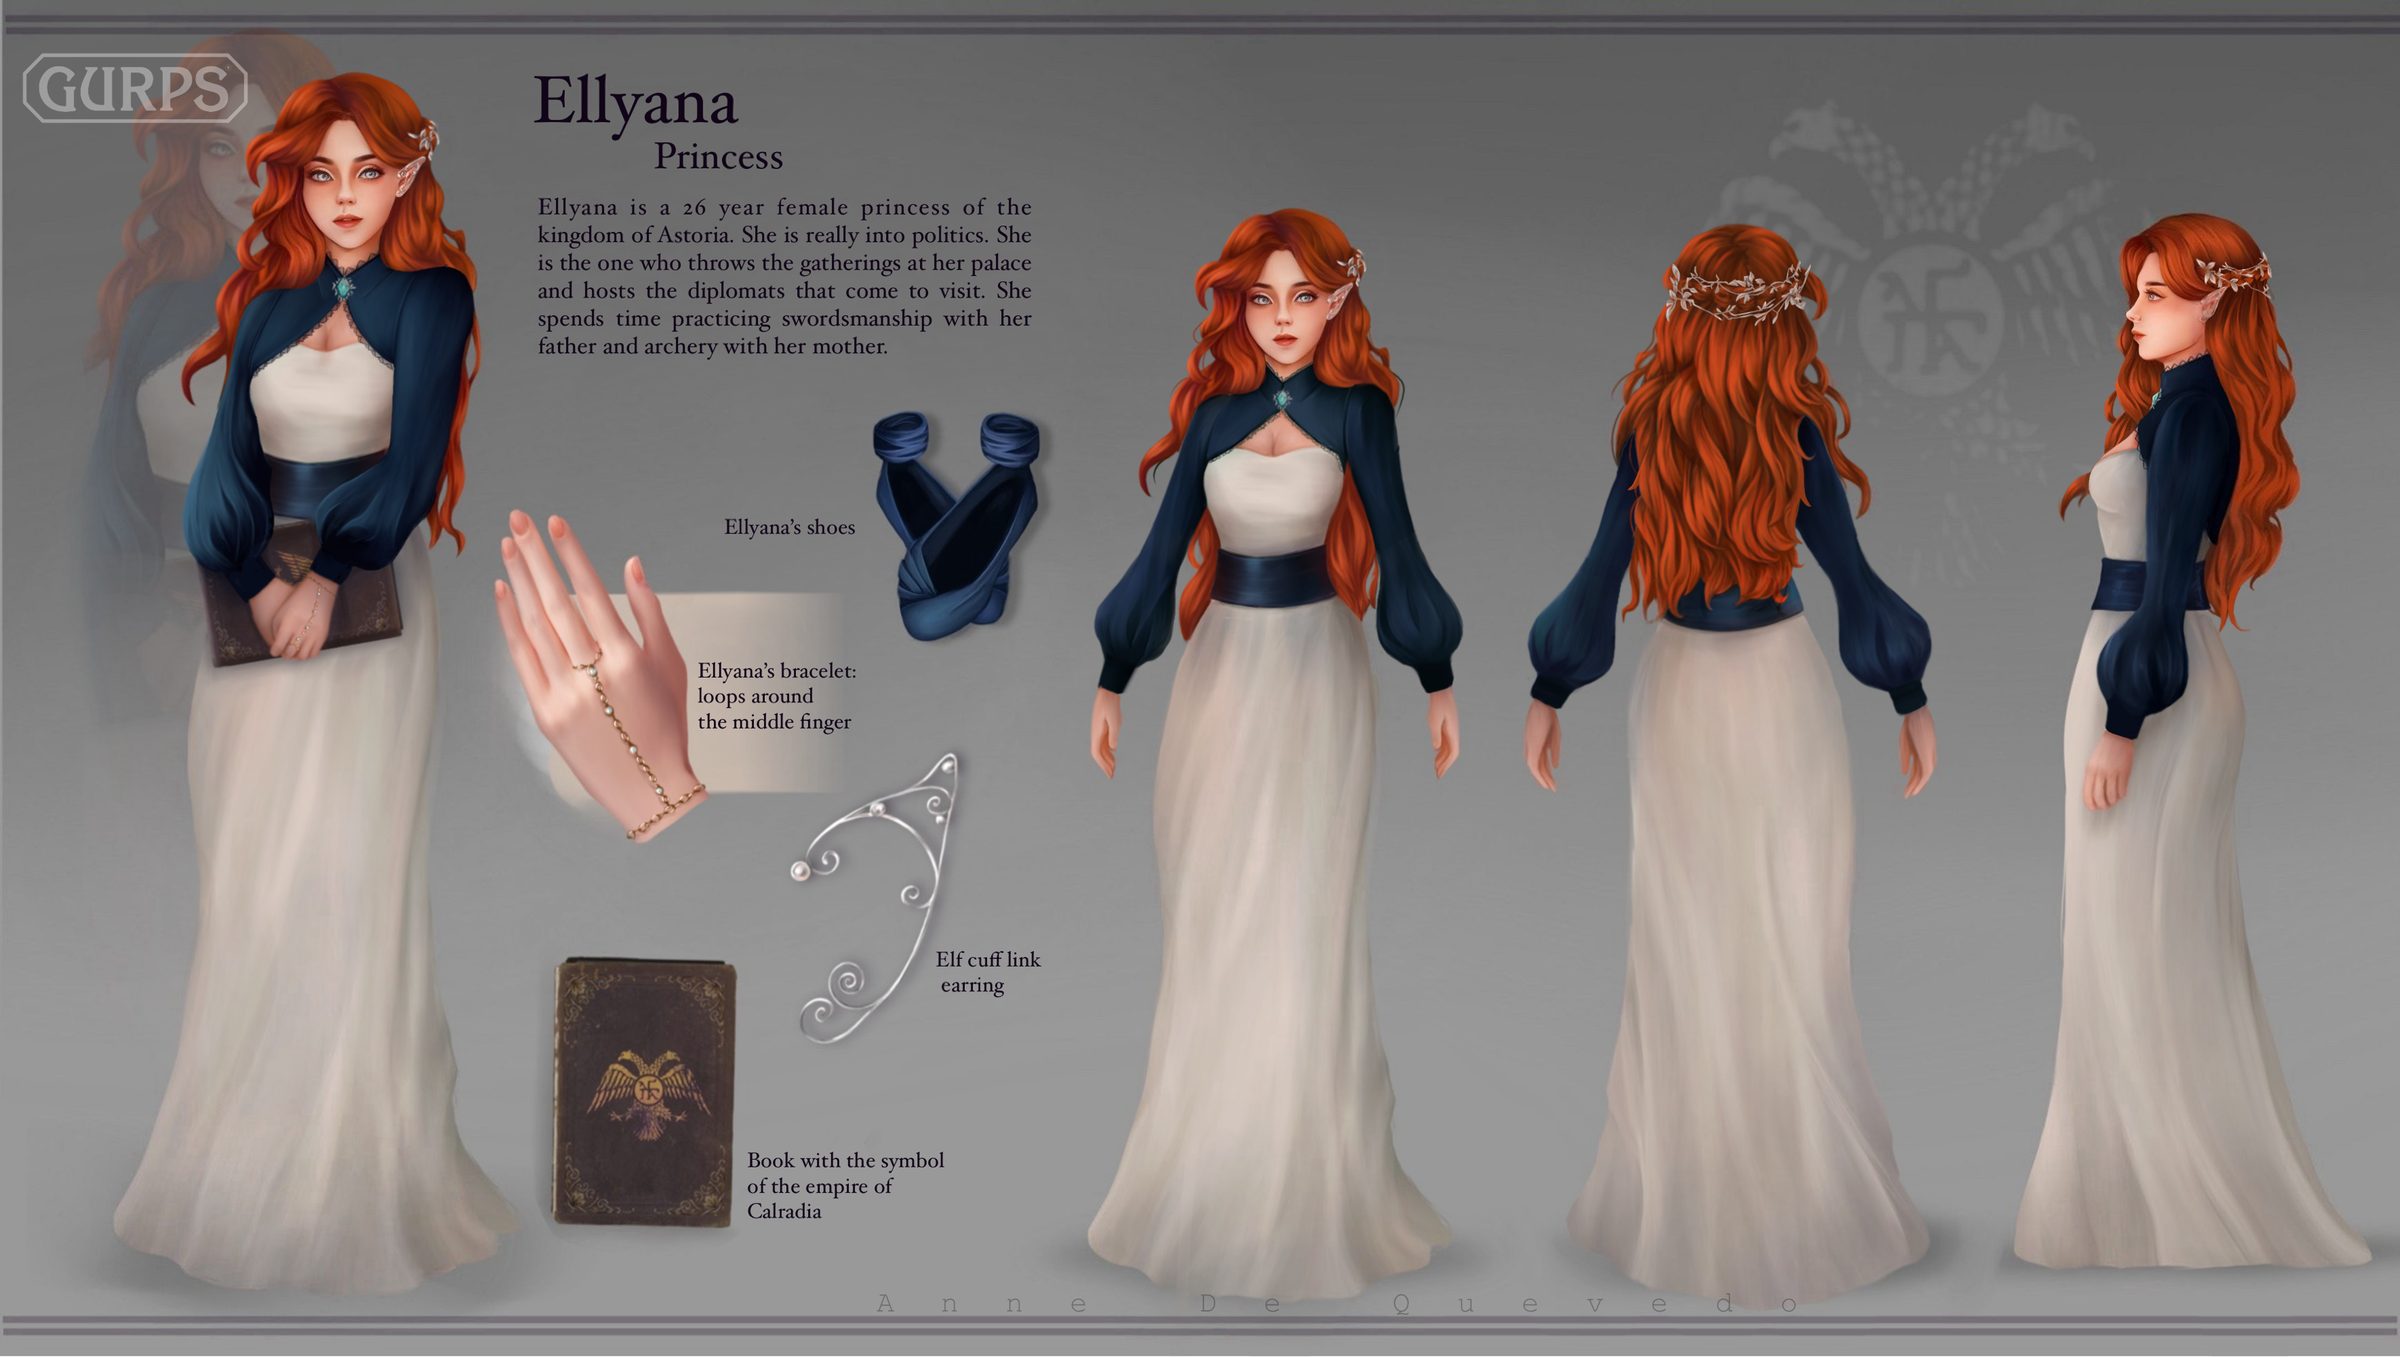 GURPS
Ellyana
Princess
Ellyana is a 26 year female princess of the
kingdom of Astoria. She is really into politics. She
is the one who throws the gatherings at her palace
and hosts the diplomats that come to visit. She
spends time practicing swordsmanship with her
father and archery with her mother.
Ellyana's shoes
Ellyana's bracelet:
loops around
the middle finger
Elf cuff link
earring
Book with the symbol
of the empire of
Calradia
Anne De Quevedo